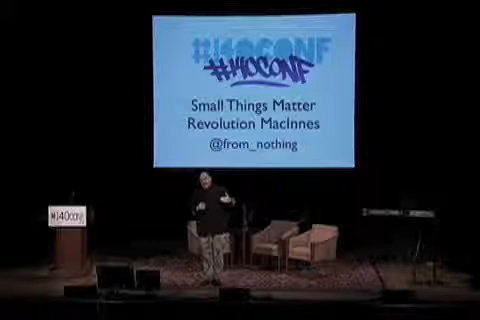 #140CONF
#140CONF
Small Things Matter
Revolution MacInnes
@from_nothing
#140conf